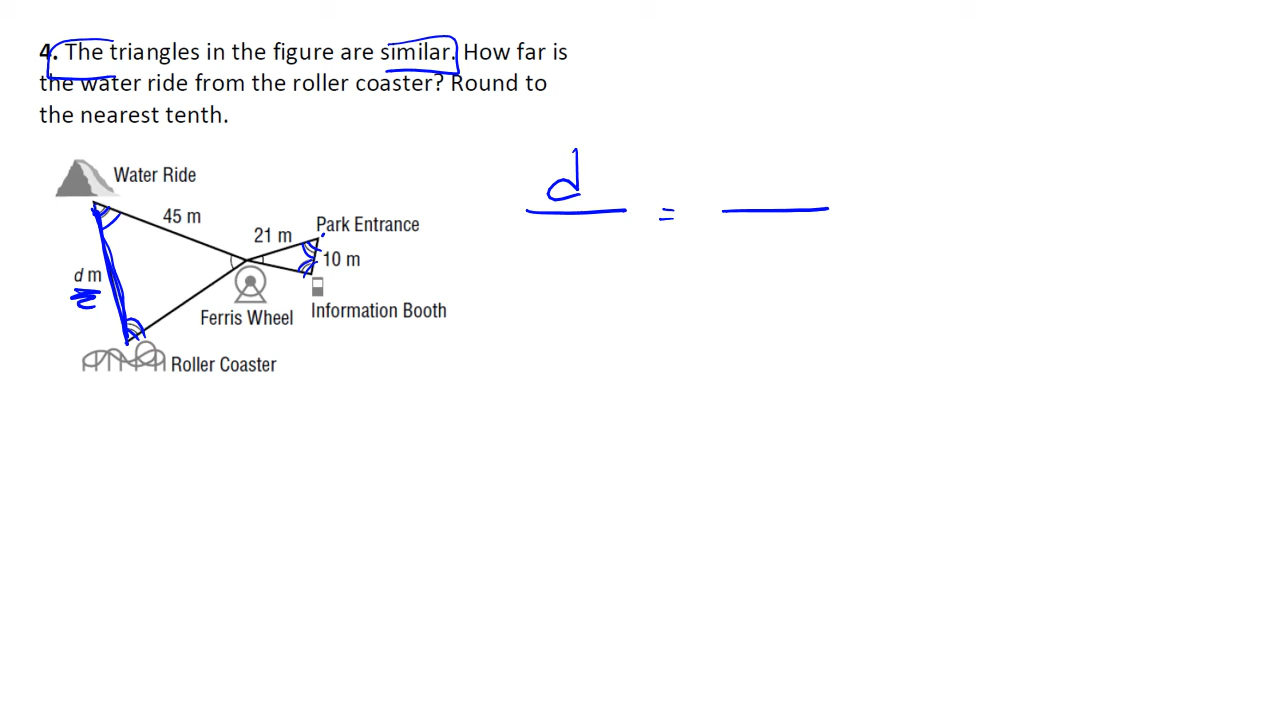 4. The triangles in the figure are similar. How far is
the water ride from the roller coaster? Round to
the nearest tenth.
Water Ride
45 m
21 m
Park Entrance
10 m
d m
Information Booth
Ferris Wheel
Roller Coaster
d
=